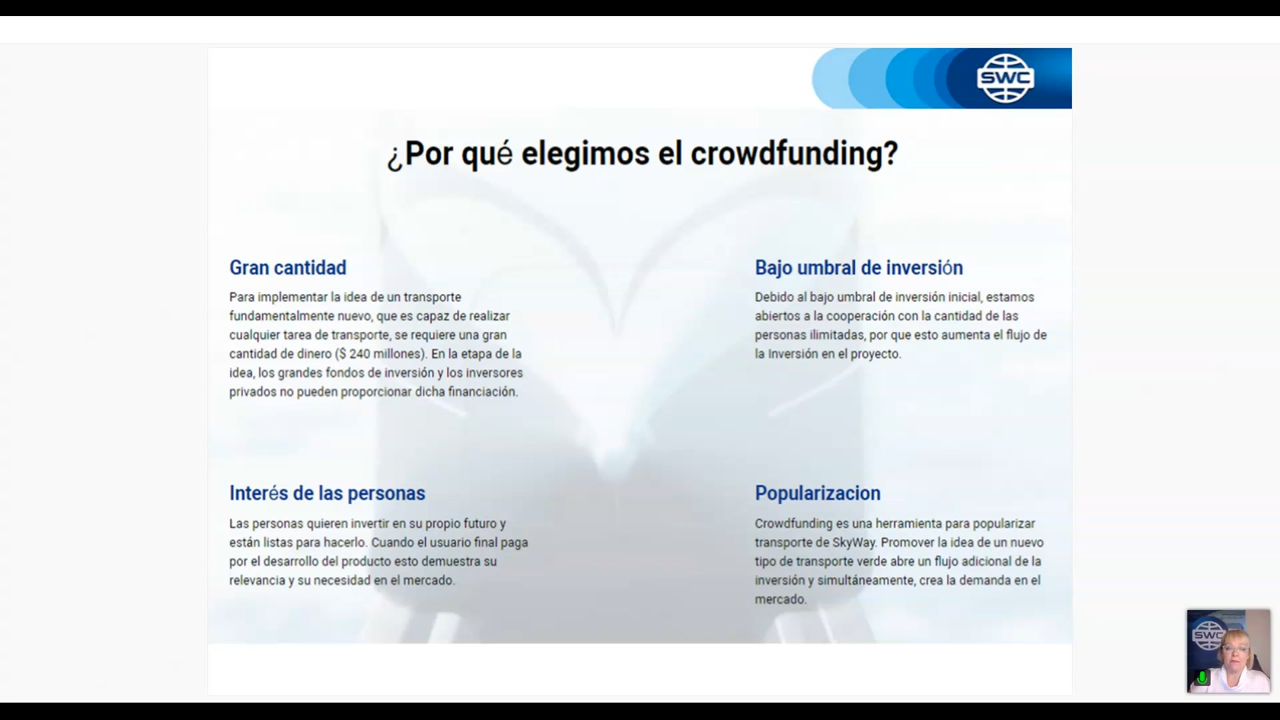 SWC
¿Por qué elegimos el crowdfunding?
Gran cantidad
Para implementar la idea de un transporte
fundamentalmente nuevo, que es capaz de realizar
cualquier tarea de transporte, se requiere una gran
cantidad de dinero ($ 240 millones). En la etapa de la
idea, los grandes fondos de inversión y los inversores
privados no pueden proporcionar dicha financiación.
Bajo umbral de inversión
Debido al bajo umbral de inversión inicial, estamos
abiertos a la cooperación con la cantidad de las
personas ilimitadas, por que esto aumenta el flujo de
la Inversión en el proyecto.
Interés de las personas
Las personas quieren invertir en su propio futuro y
están listas para hacerlo. Cuando el usuario final paga
por el desarrollo del producto esto demuestra su
relevancia y su necesidad en el mercado.
Popularizacion
Crowdfunding es una herramienta para popularizar
transporte de SkyWay. Promover la idea de un nuevo
tipo de transporte verde abre un flujo adicional de la
inversión y simultáneamente, crea la demanda en el
mercado.
SWC